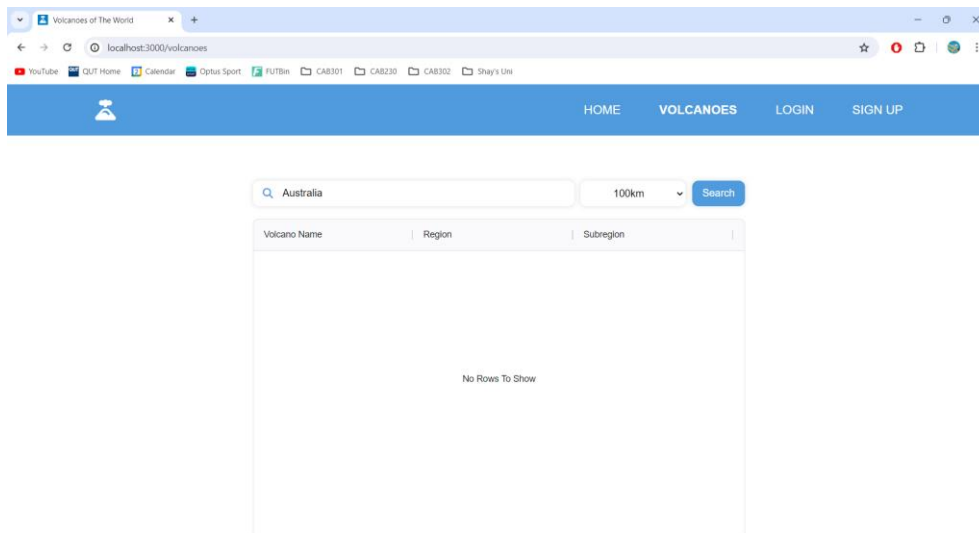 Volcanoes of The World
localhost:3000/volcanoes
YouTube QUT Home Calendar Optus Sport FUTBin CAB301 CAB230 CAB302 Shay's Uni
HOME VOLCANOES LOGIN SIGN UP
Australia 100km Search
Volcano Name Region Subregion
No Rows To Show